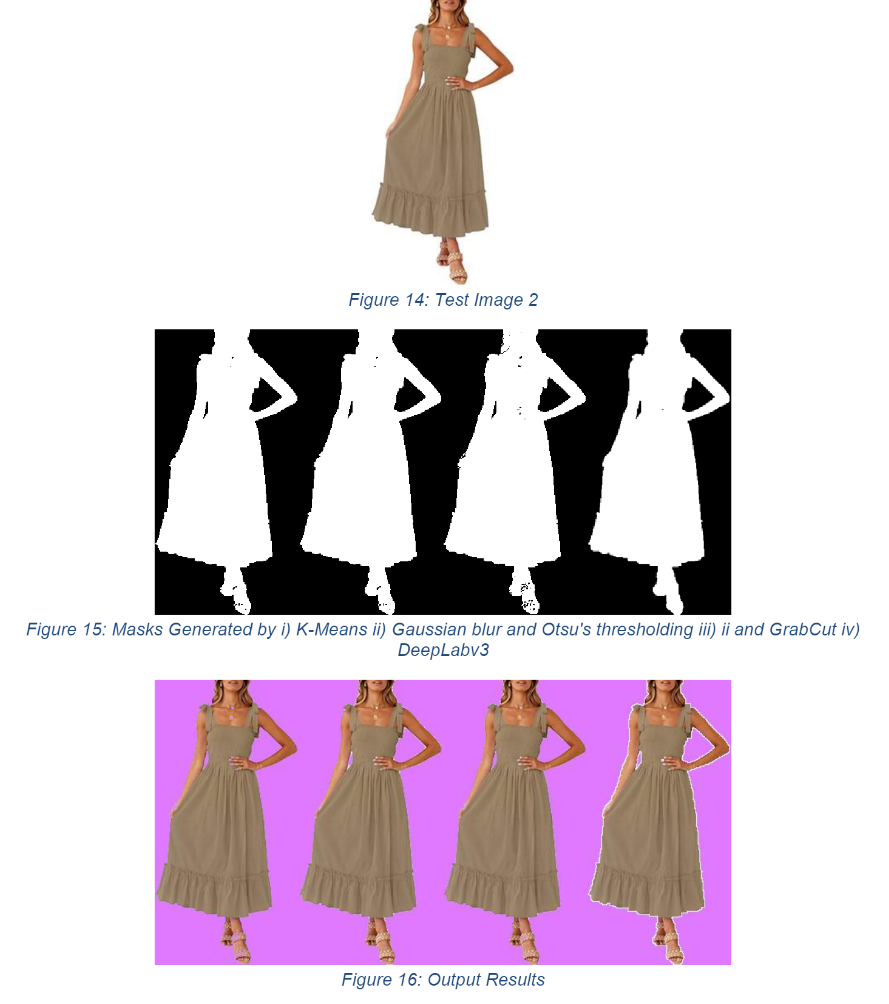 Figure 14: Test Image 2
Figure 15: Masks Generated by i) K-Means ii) Gaussian blur and Otsu's thresholding iii) ii and GrabCut iv)
DeepLabv3
Figure 16: Output Results